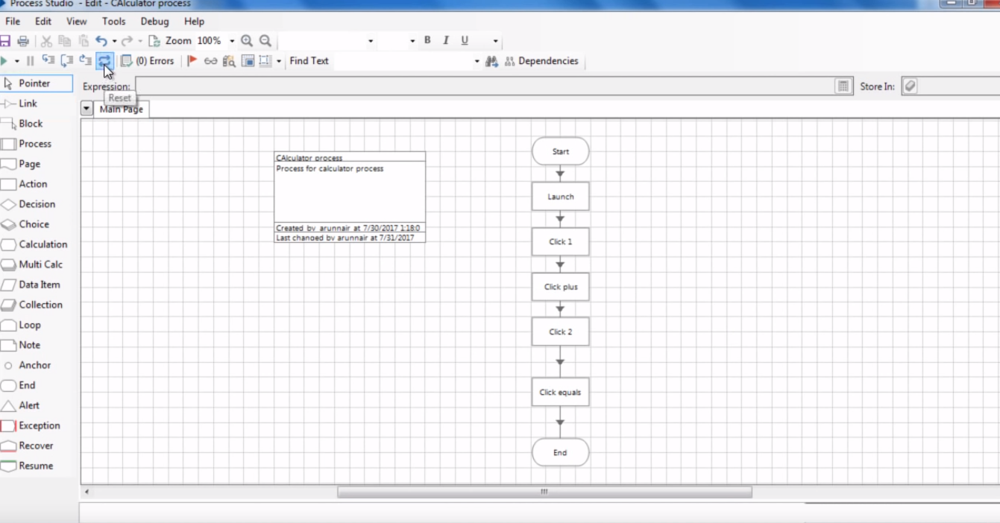 Process Studio - Edit - CAlculator process
File Edit View Tools Debug Help
Zoom 100% B I U
(0) Errors Find Text Dependencies
Pointer
Expression: Store In:
Reset
Link
Main Page
Block
Process
Page
Action
Decision
Choice
Calculation
Multi Calc
Data Item
Collection
Loop
Note
Anchor
End
Alert
Exception
Recover
Resume
CAlculator process
Process for calculator process
Created by arunnair at 7/30/2017 1:18:0
Last changed by arunnair at 7/31/2017
Start
Launch
Click 1
Click plus
Click 2
Click equals
End